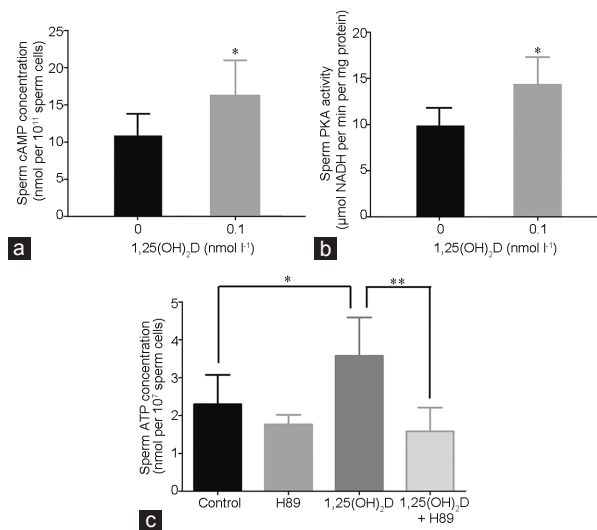 Sperm cAMP concentration
(nmol per 10¹¹ sperm cells)
25
20
15
10
5
0
*
0
0.1
1,25(OH)₂D (nmol l⁻¹)
a
Sperm PKA activity
(µmol NADH per min per mg protein)
20
15
10
5
0
*
0
0.1
1,25(OH)₂D (nmol l⁻¹)
b
Sperm ATP concentration
(nmol per 10⁷ sperm cells)
5
4
3
2
1
0
*
**
Control
H89
1,25(OH)₂D
1,25(OH)₂D
+ H89
c